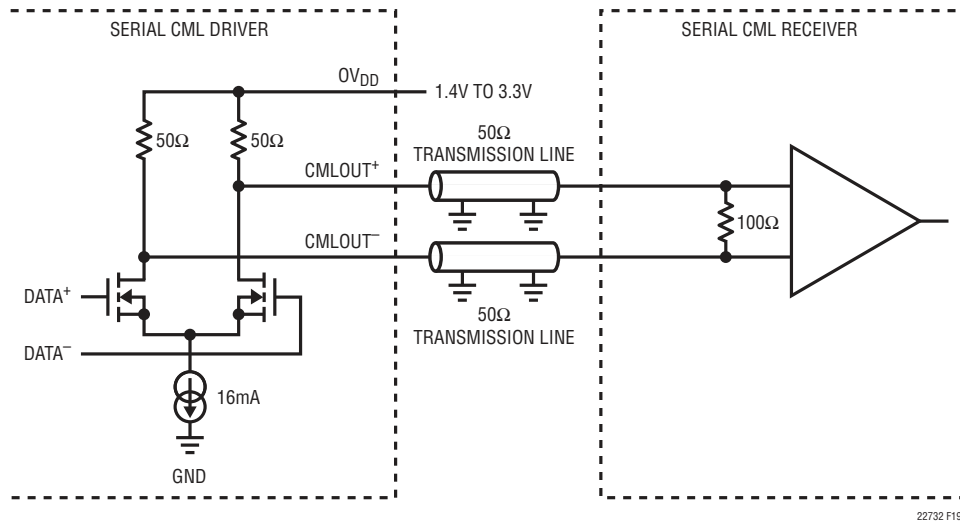 SERIAL CML DRIVER
SERIAL CML RECEIVER
OVDD
1.4V TO 3.3V
50Ω
50Ω
50Ω
TRANSMISSION LINE
CMLOUT+
CMLOUT–
100Ω
DATA+
DATA–
50Ω
TRANSMISSION LINE
16mA
GND
22732 F19